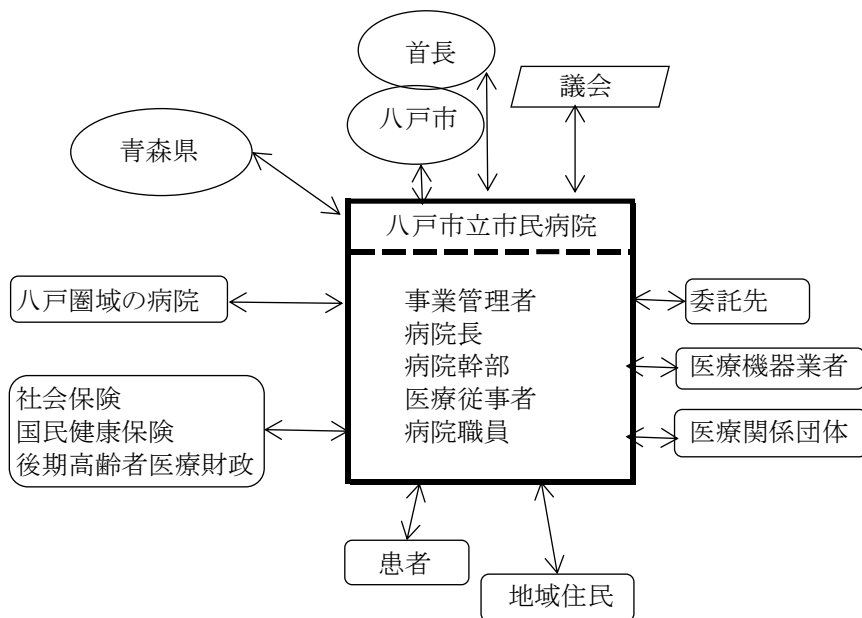 首長
議会
八戸市
青森県
八戸市立市民病院
八戸圏域の病院
事業管理者
病院長
病院幹部
医療従事者
病院職員
委託先
医療機器業者
医療関係団体
社会保険
国民健康保険
後期高齢者医療財政
患者
地域住民